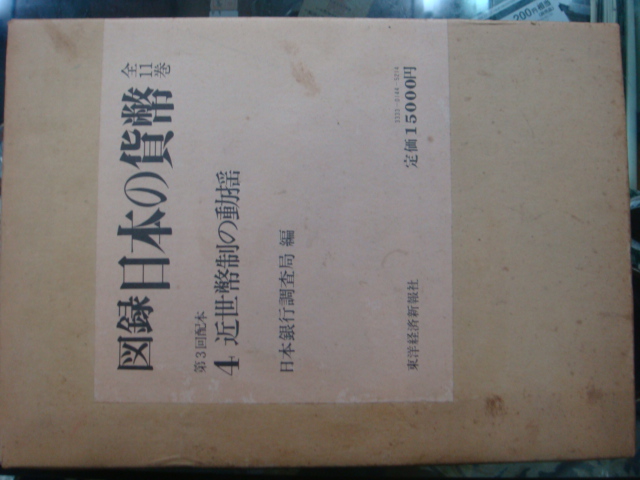 図録 日本の貨幣 全11巻
第3回配本
4 近世幣制の動揺
日本銀行調査局 編
東洋経済新報社
定価15000円